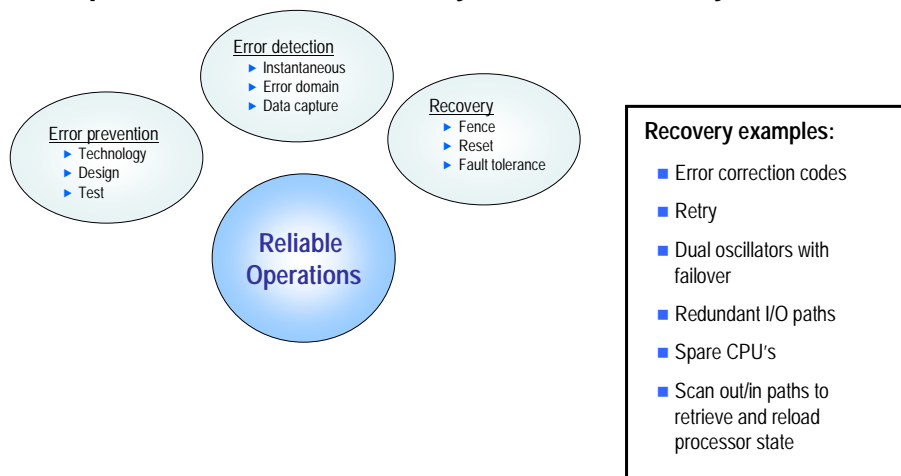 Error detection
► Instantaneous
► Error domain
► Data capture
Error prevention
► Technology
► Design
► Test
Recovery
► Fence
► Reset
► Fault tolerance
Reliable
Operations
Recovery examples:
■ Error correction codes
■ Retry
■ Dual oscillators with
failover
■ Redundant I/O paths
■ Spare CPU's
■ Scan out/in paths to
retrieve and reload
processor state